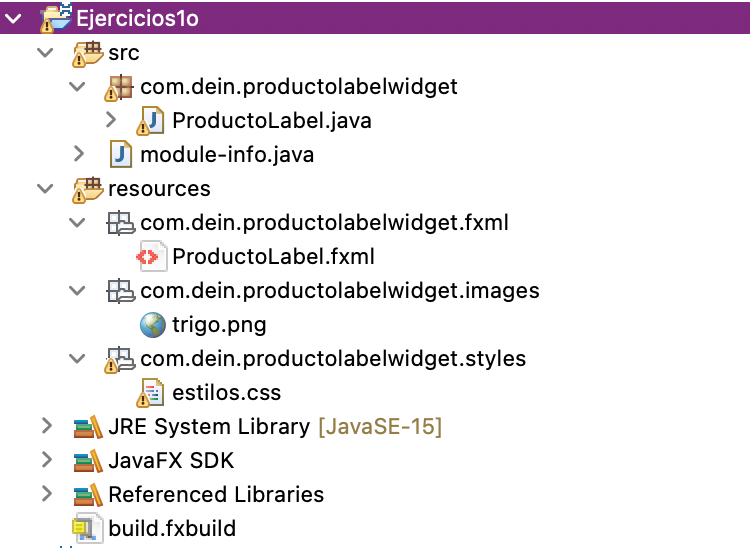 Ejercicios1o
src
com.dein.productolabelwidget
ProductoLabel.java
module-info.java
resources
com.dein.productolabelwidget.fxml
ProductoLabel.fxml
com.dein.productolabelwidget.images
trigo.png
com.dein.productolabelwidget.styles
estilos.css
JRE System Library [JavaSE-15]
JavaFX SDK
Referenced Libraries
build.fxbuild